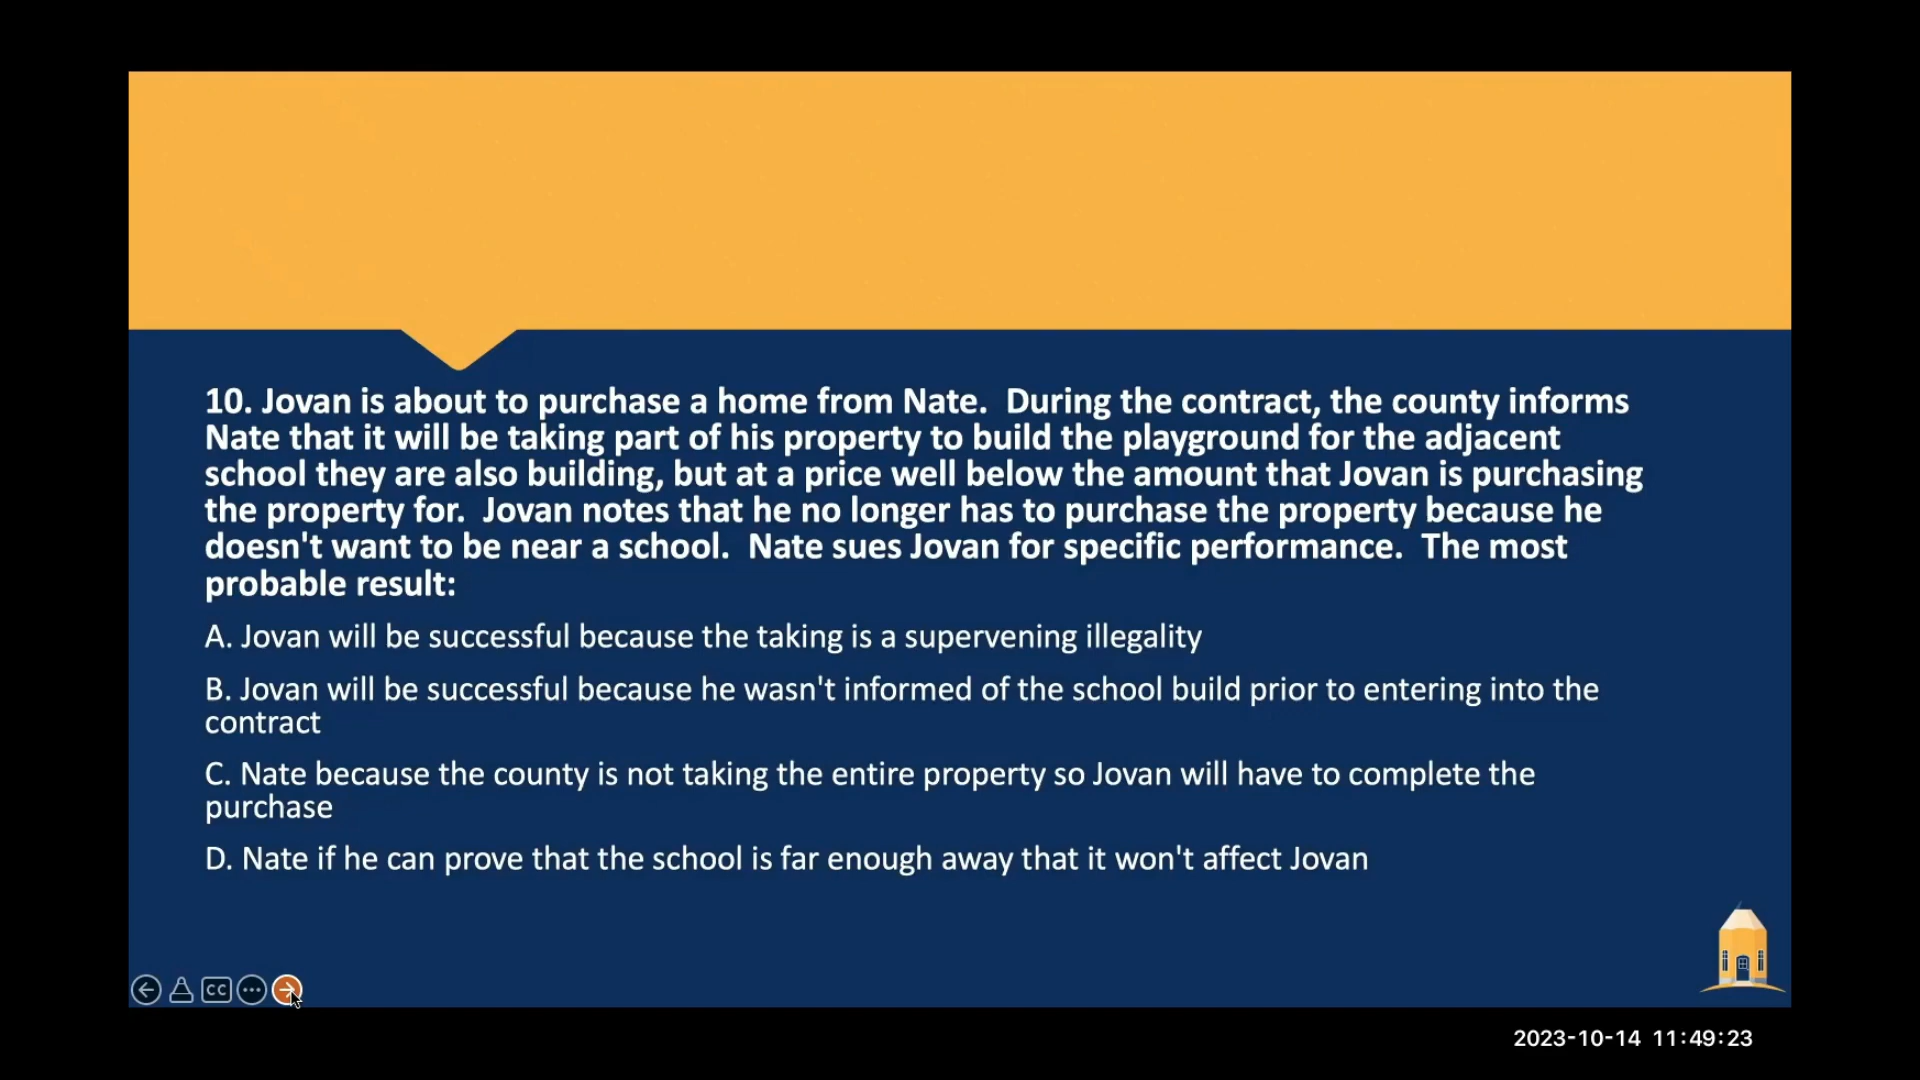 10. Jovan is about to purchase a home from Nate.  During the contract, the county informs
Nate that it will be taking part of his property to build the playground for the adjacent
school they are also building, but at a price well below the amount that Jovan is purchasing
the property for.  Jovan notes that he no longer has to purchase the property because he
doesn't want to be near a school.  Nate sues Jovan for specific performance.  The most
probable result:
A. Jovan will be successful because the taking is a supervening illegality
B. Jovan will be successful because he wasn't informed of the school build prior to entering into the
contract
C. Nate because the county is not taking the entire property so Jovan will have to complete the
purchase
D. Nate if he can prove that the school is far enough away that it won't affect Jovan
CC
2023-10-14 11:49:23